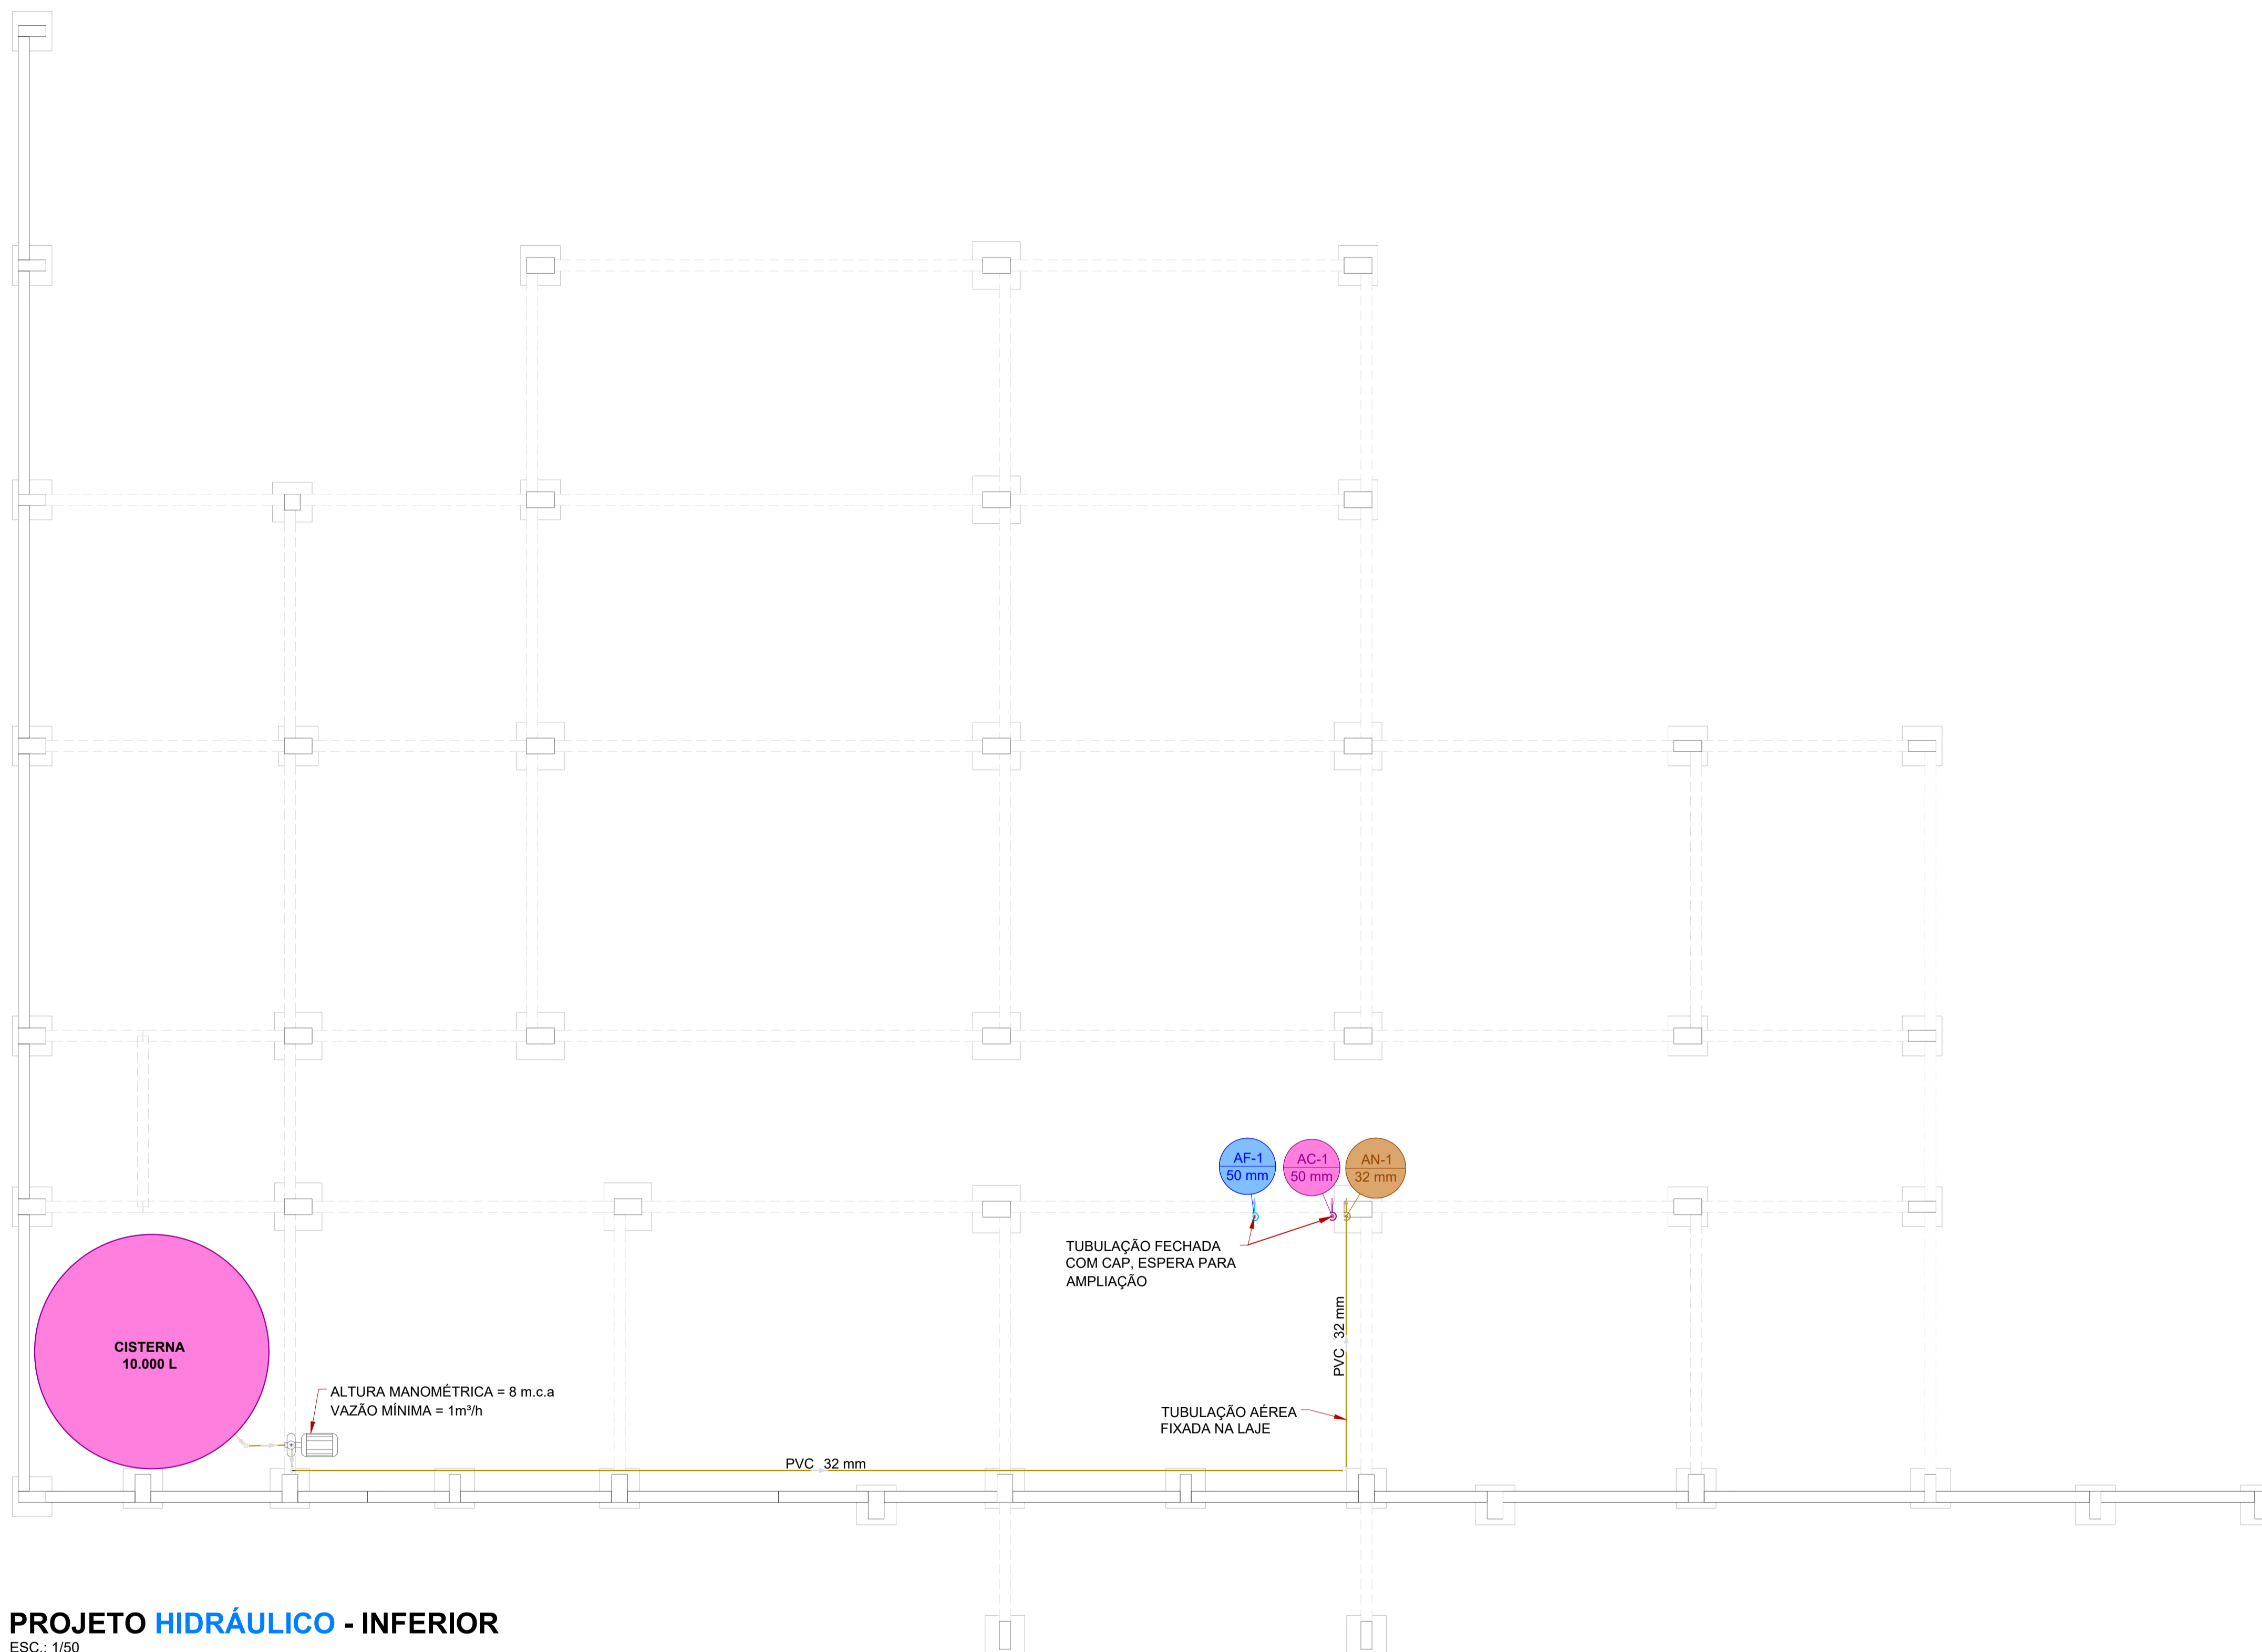 AF-1
50 mm
AC-1
50 mm
AN-1
32 mm
TUBULAÇÃO FECHADA
COM CAP, ESPERA PARA
AMPLIAÇÃO
PVC 32 mm
CISTERNA
10.000 L
ALTURA MANOMÉTRICA = 8 m.c.a
VAZÃO MÍNIMA = 1m³/h
TUBULAÇÃO AÉREA
FIXADA NA LAJE
PVC 32 mm
PROJETO HIDRÁULICO - INFERIOR
ESC.: 1/50